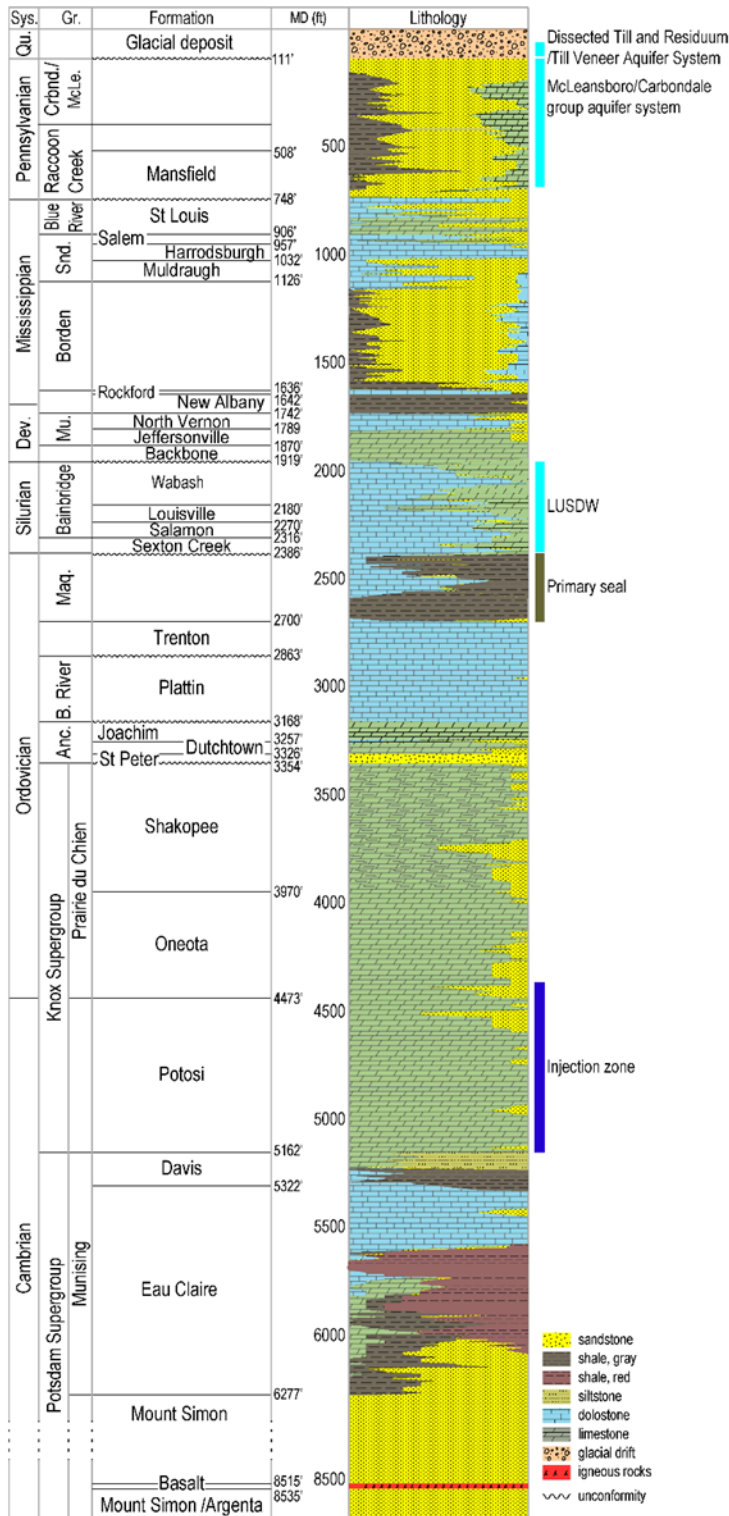 Sys. Gr. Formation MD (ft) Lithology
Qu.
Glacial deposit
111'
Dissected Till and Residuum
/Till Veneer Aquifer System
McLeansboro/Carbondale
group aquifer system
Pennsylvanian
Crbnd./
McLe.
Raccoon
Creek
500
508'
Mansfield
748'
Mississippian
Blue
River
St Louis
906'
Snd.
Salem
957'
Harrodsburgh
1000
1032'
Muldraugh
1126'
Borden
1500
1636'
Rockford
1642'
New Albany
1742'
Dev.
Mu.
North Vernon
1789
Jeffersonville
1870'
Backbone
1919'
2000
Silurian
Bainbridge
Wabash
LUSDW
2180'
Louisville
2270'
Salamon
2316'
Sexton Creek
2386'
Maq.
2500
Primary seal
2700'
Ordovician
Trenton
2863'
B. River
Plattin
3000
3168'
Anc.
Joachim
3257'
Dutchtown
3326'
St Peter
3354'
Knox Supergroup
Prairie du Chien
3500
Shakopee
3970'
4000
Oneota
4473'
4500
Potosi
Injection zone
5000
5162'
Cambrian
Potsdam Supergroup
Munising
Davis
5322'
5500
Eau Claire
6000
6277'
Mount Simon
8500
Basalt
8515'
8535'
Mount Simon /Argenta
sandstone
shale, gray
shale, red
siltstone
dolostone
limestone
glacial drift
igneous rocks
unconformity